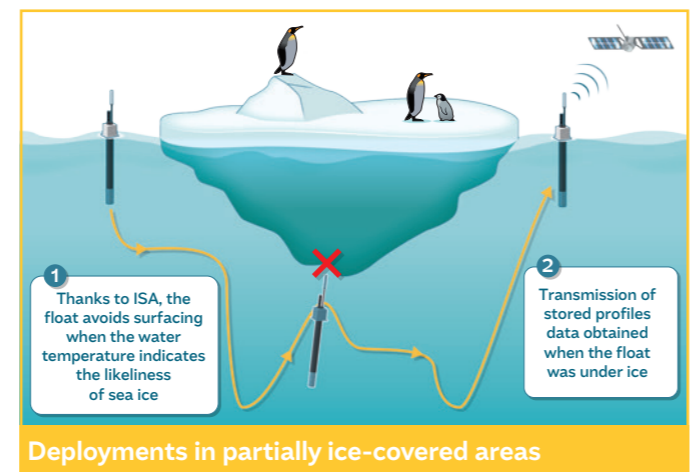 1
Thanks to ISA, the
float avoids surfacing
when the water
temperature indicates
the likeliness
of sea ice
2
Transmission of
stored profiles
data obtained
when the float
was under ice
Deployments in partially ice-covered areas